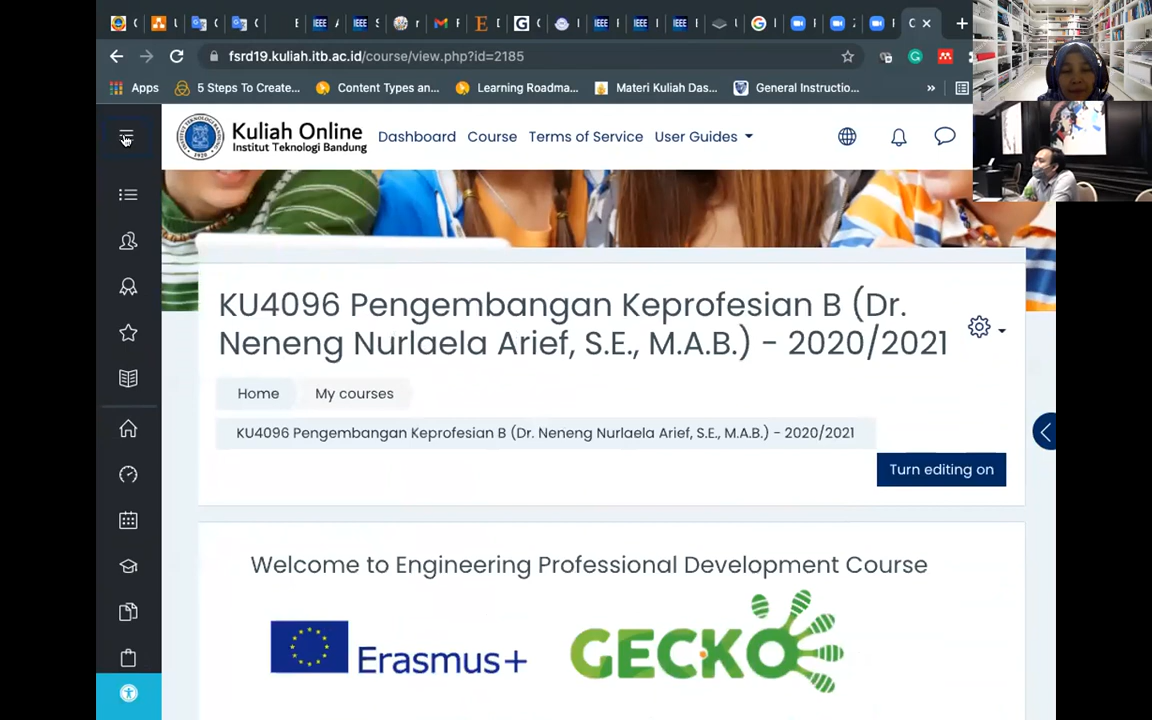 fsrd19.kuliah.itb.ac.id/course/view.php?id=2185
Apps 5 Steps To Create... Content Types an... Learning Roadma... Materi Kuliah Das... General Instructio... »
Kuliah Online
Institut Teknologi Bandung
Dashboard Course Terms of Service User Guides
KU4096 Pengembangan Keprofesian B (Dr.
Neneng Nurlaela Arief, S.E., M.A.B.) - 2020/2021
Home My courses
KU4096 Pengembangan Keprofesian B (Dr. Neneng Nurlaela Arief, S.E., M.A.B.) - 2020/2021
Turn editing on
Welcome to Engineering Professional Development Course
Erasmus+ GECKO